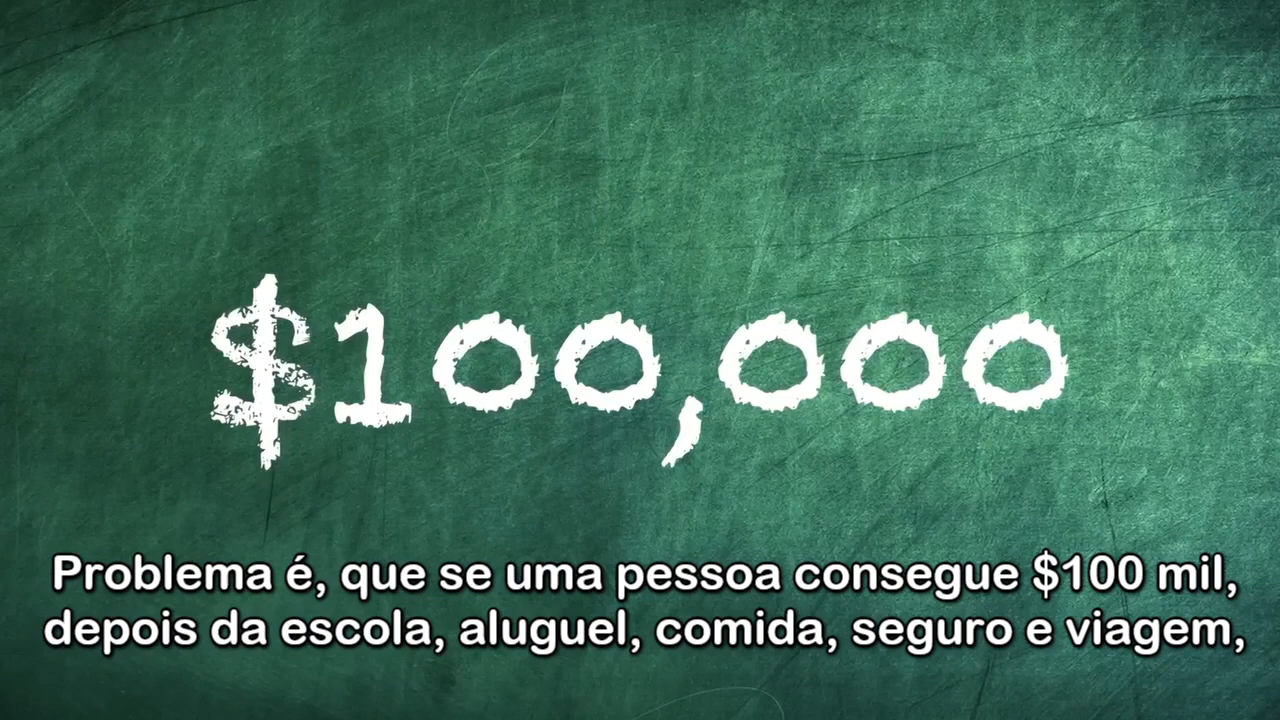 $100,000
Problema é, que se uma pessoa consegue $100 mil,
depois da escola, aluguel, comida, seguro e viagem,